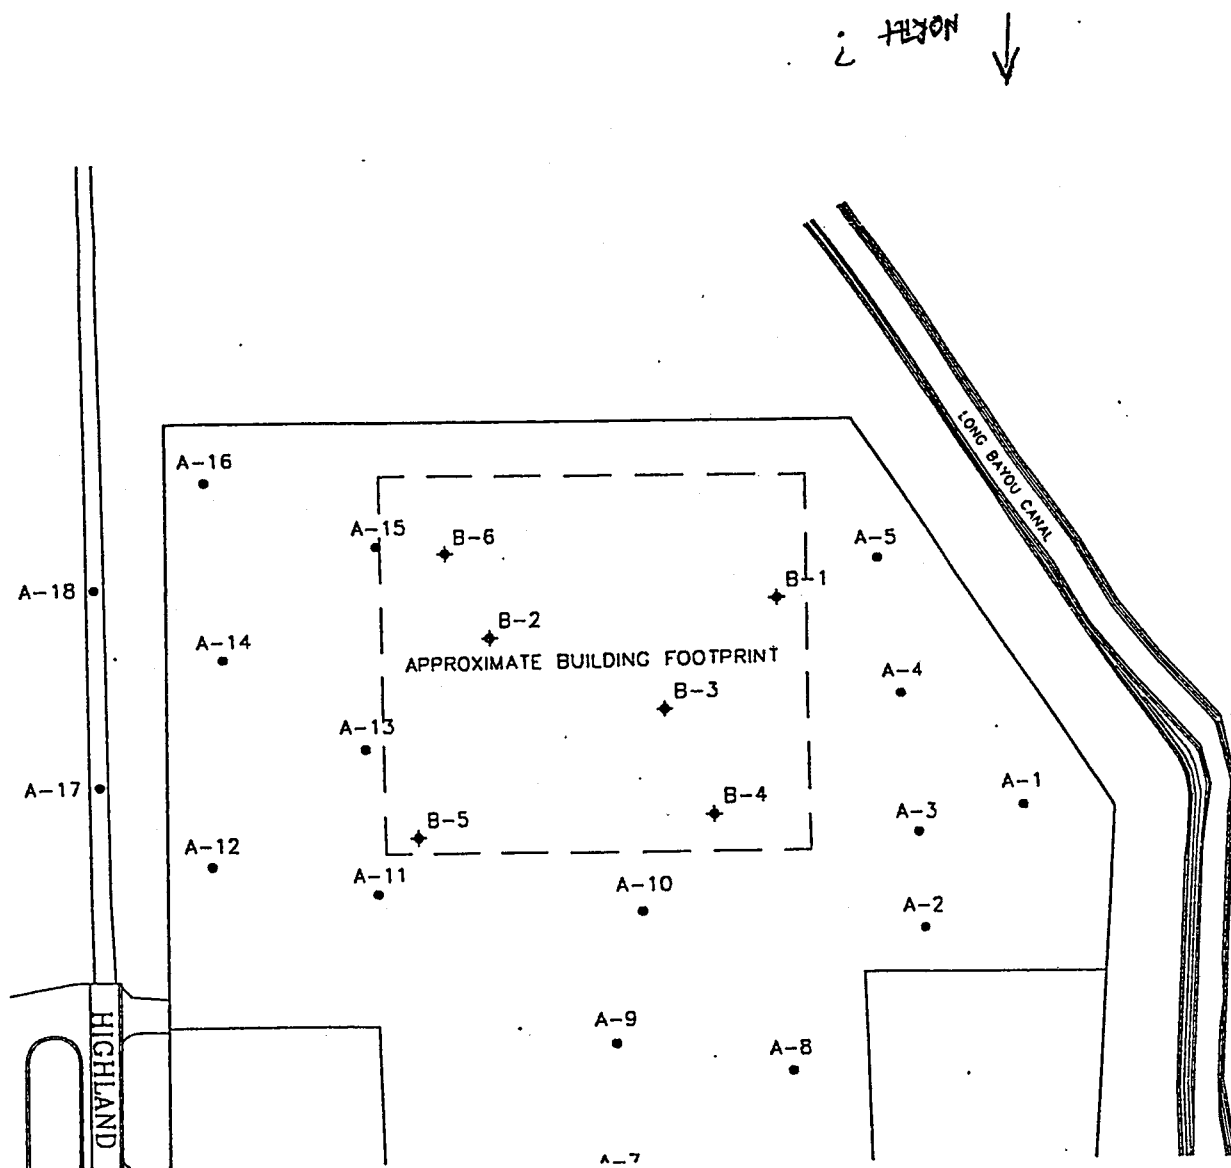 NORTH ?
LONG BAYOU CANAL
A-16
A-15
B-6
A-5
A-18
B-1
B-2
A-14
APPROXIMATE BUILDING FOOTPRINT
A-4
B-3
A-13
A-17
A-1
B-4
A-3
B-5
A-12
A-11
A-10
A-2
A-9
HIGHLAND
A-8
A-7